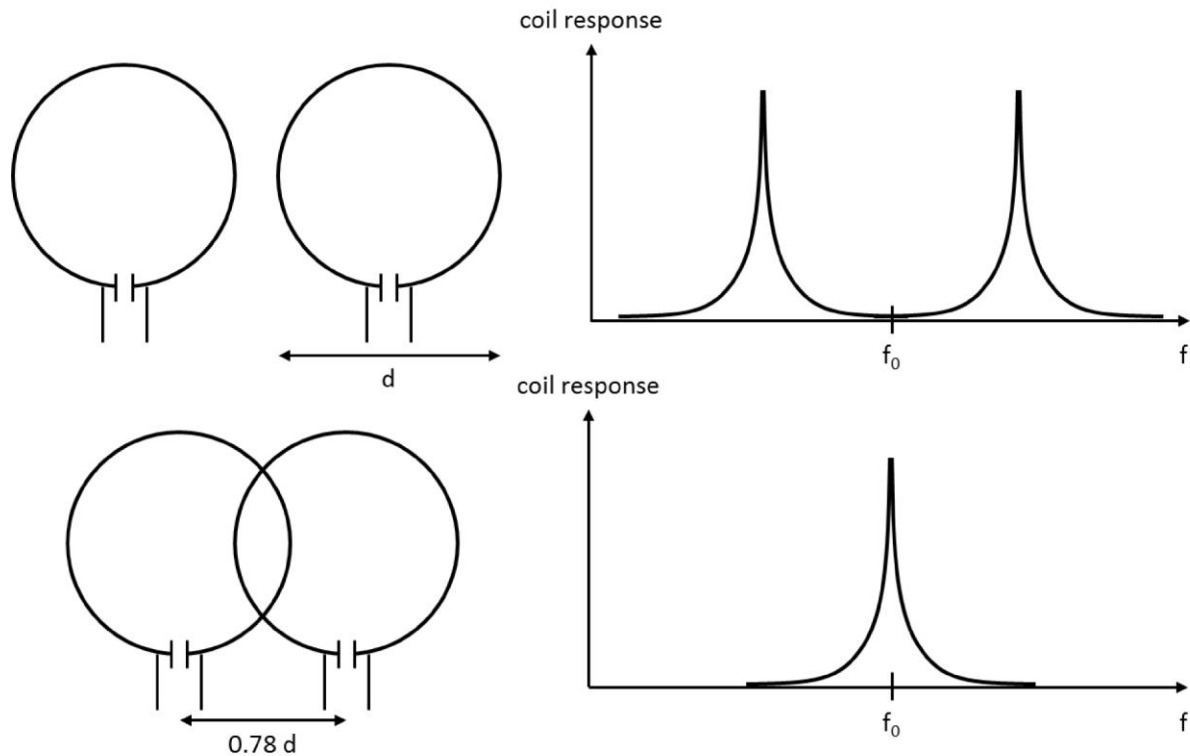 coil response
f₀
f
d
coil response
f₀
f
0.78 d